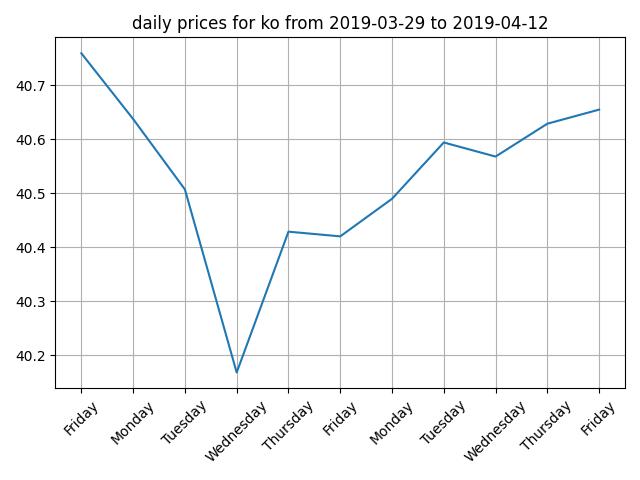 daily prices for ko from 2019-03-29 to 2019-04-12
40.7
40.6
40.5
40.4
40.3
40.2
Friday
Monday
Tuesday
Wednesday
Thursday
Friday
Monday
Tuesday
Wednesday
Thursday
Friday